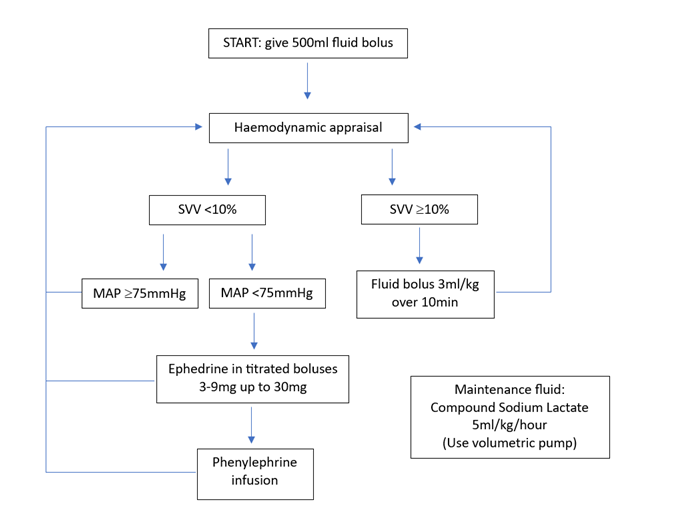 START: give 500ml fluid bolus
Haemodynamic appraisal
SVV <10%
SVV ≥10%
MAP ≥75mmHg
MAP <75mmHg
Fluid bolus 3ml/kg
over 10min
Ephedrine in titrated boluses
3-9mg up to 30mg
Maintenance fluid:
Compound Sodium Lactate
5ml/kg/hour
(Use volumetric pump)
Phenylephrine
infusion